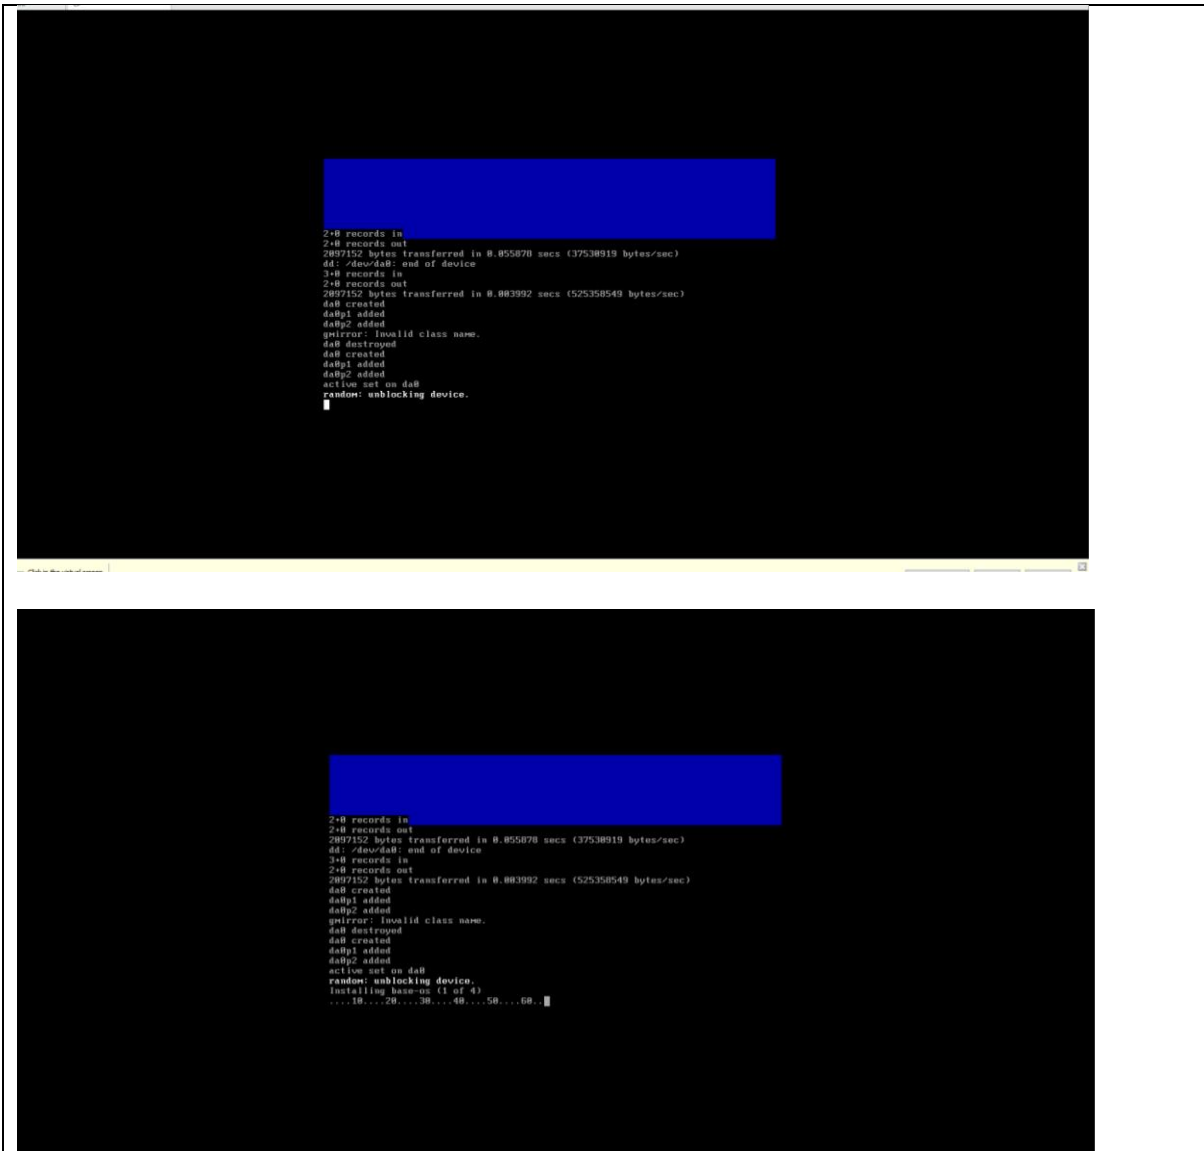 2+0 records in
2+0 records out
2097152 bytes transferred in 0.055878 secs (37530919 bytes/sec)
dd: /dev/da0: end of device
3+0 records in
2+0 records out
2097152 bytes transferred in 0.003992 secs (525358549 bytes/sec)
da0 created
da0p1 added
da0p2 added
gmirror: Invalid class name.
da0 destroyed
da0 created
da0p1 added
da0p2 added
active set on da0
random: unblocking device.
2+0 records in
2+0 records out
2097152 bytes transferred in 0.055878 secs (37530919 bytes/sec)
dd: /dev/da0: end of device
3+0 records in
2+0 records out
2097152 bytes transferred in 0.003992 secs (525358549 bytes/sec)
da0 created
da0p1 added
da0p2 added
gmirror: Invalid class name.
da0 destroyed
da0 created
da0p1 added
da0p2 added
active set on da0
random: unblocking device.
Installing base-os (1 of 4)
....10....20....30....40....50....60..